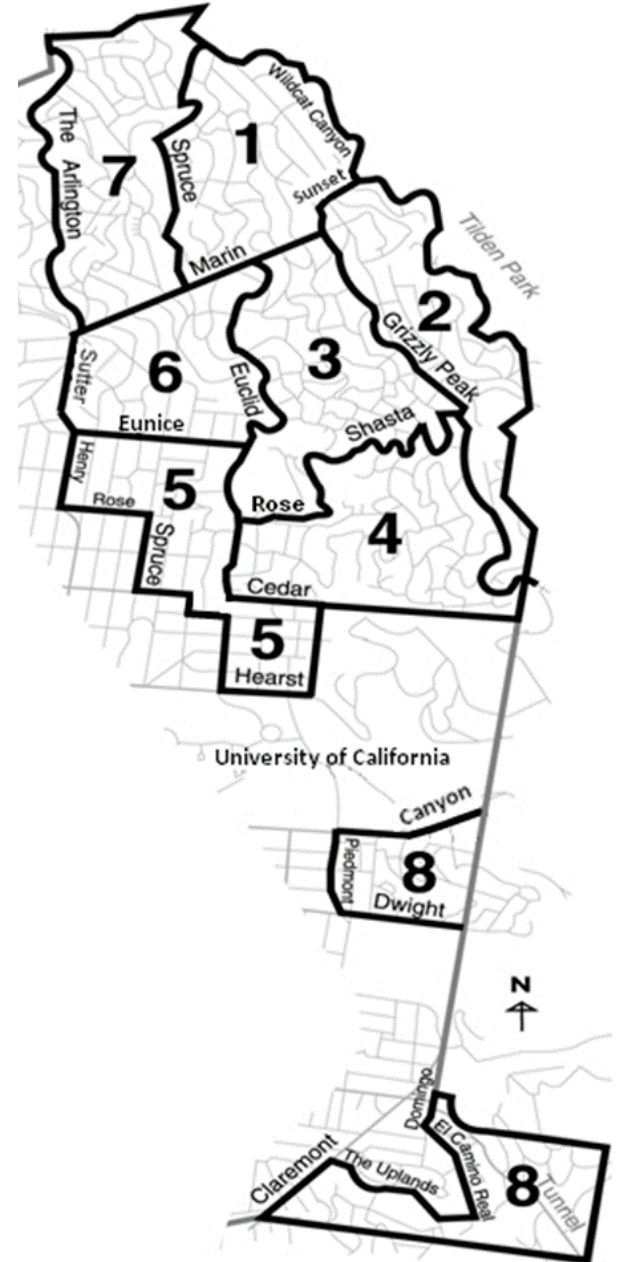 Wildcat Canyon
The Arlington
7
Spruce
1
Sunset
Tilden Park
Marin
2
Grizzly Peak
3
6
Sutter
Euclid
Eunice
Shasta
Henry
5
Rose
Rose
Spruce
4
Cedar
5
Hearst
University of California
Canyon
Piedmont
8
Dwight
N
Domingo
El Camino Real
Claremont
The Uplands
8
Tunnel